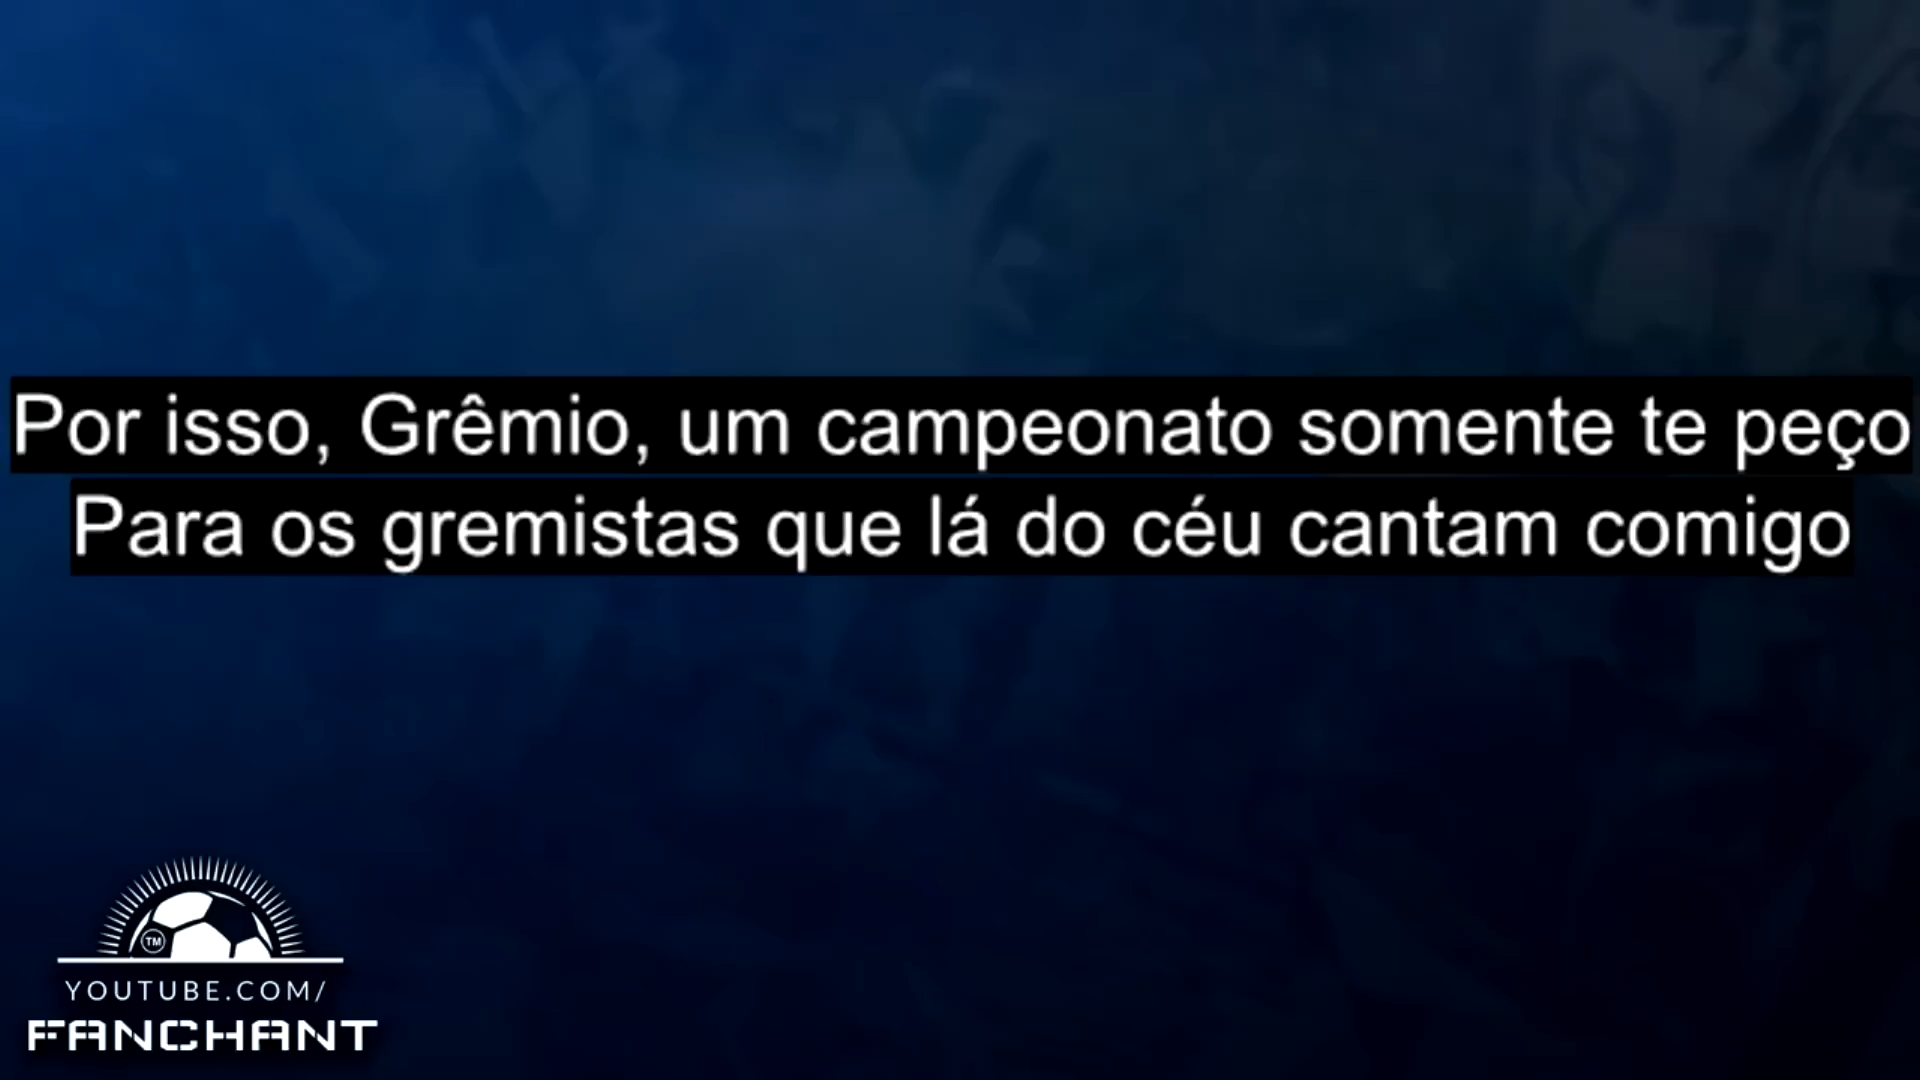 Por isso, Grêmio, um campeonato somente te peço
Para os gremistas que lá do céu cantam comigo
TM
YOUTUBE.COM/
FANCHANT